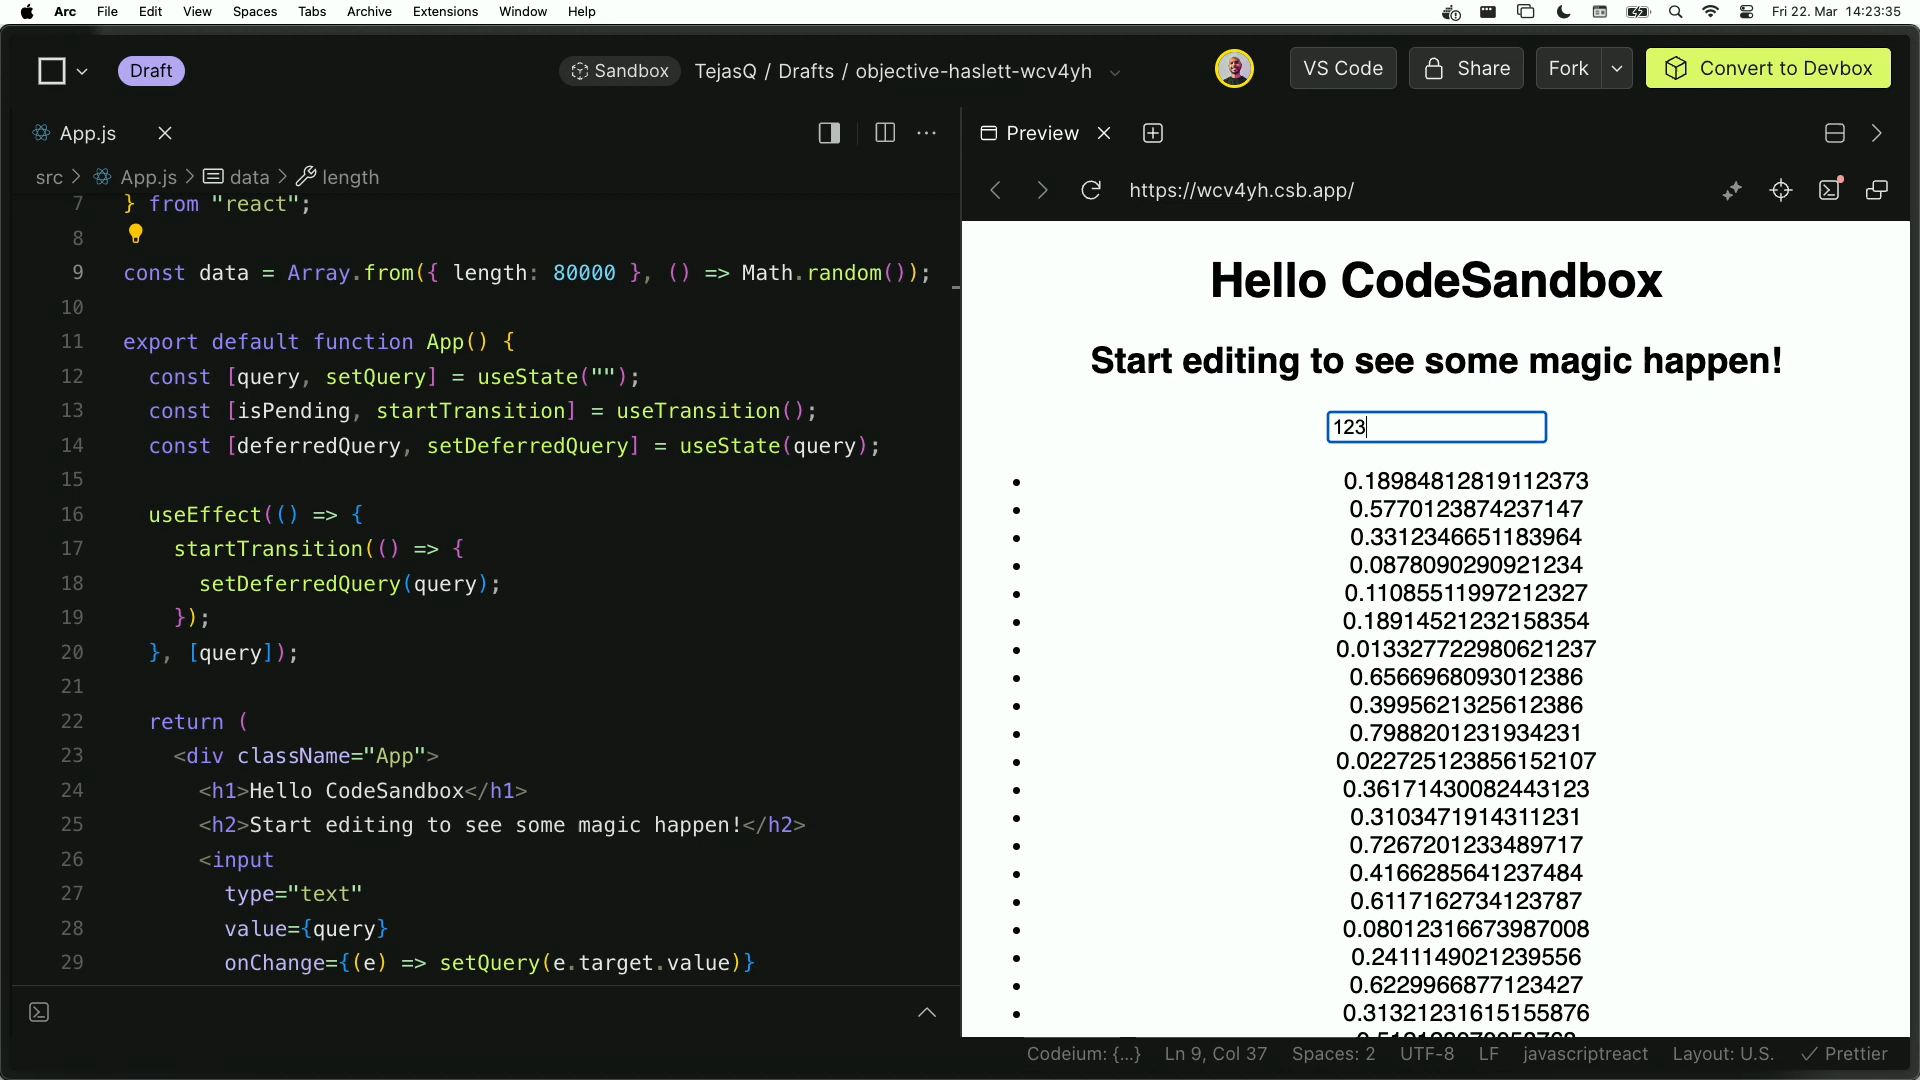 Arc File Edit View Spaces Tabs Archive Extensions Window Help Fri 22. Mar 14:23:35
Draft Sandbox TejasQ / Drafts / objective-haslett-wcv4yh VS Code Share Fork Convert to Devbox
App.js
src > App.js > data > length
7 } from "react";
8
9 const data = Array.from({ length: 80000 }, () => Math.random());
10
11 export default function App() {
12 const [query, setQuery] = useState("");
13 const [isPending, startTransition] = useTransition();
14 const [deferredQuery, setDeferredQuery] = useState(query);
15
16 useEffect(() => {
17 startTransition(() => {
18 setDeferredQuery(query);
19 });
20 }, [query]);
21
22 return (
23 <div className="App">
24 <h1>Hello CodeSandbox</h1>
25 <h2>Start editing to see some magic happen!</h2>
26 <input
27 type="text"
28 value={query}
29 onChange={(e) => setQuery(e.target.value)}
Preview
https://wcv4yh.csb.app/
Hello CodeSandbox
Start editing to see some magic happen!
123
0.18984812819112373
0.5770123874237147
0.3312346651183964
0.0878090290921234
0.11085511997212327
0.18914521232158354
0.013327722980621237
0.6566968093012386
0.3995621325612386
0.7988201231934231
0.022725123856152107
0.36171430082443123
0.3103471914311231
0.7267201233489717
0.4166285641237484
0.6117162734123787
0.08012316673987008
0.2411149021239556
0.6229966877123427
0.31321231615155876
Codeium: {...} Ln 9, Col 37 Spaces: 2 UTF-8 LF javascriptreact Layout: U.S. Prettier